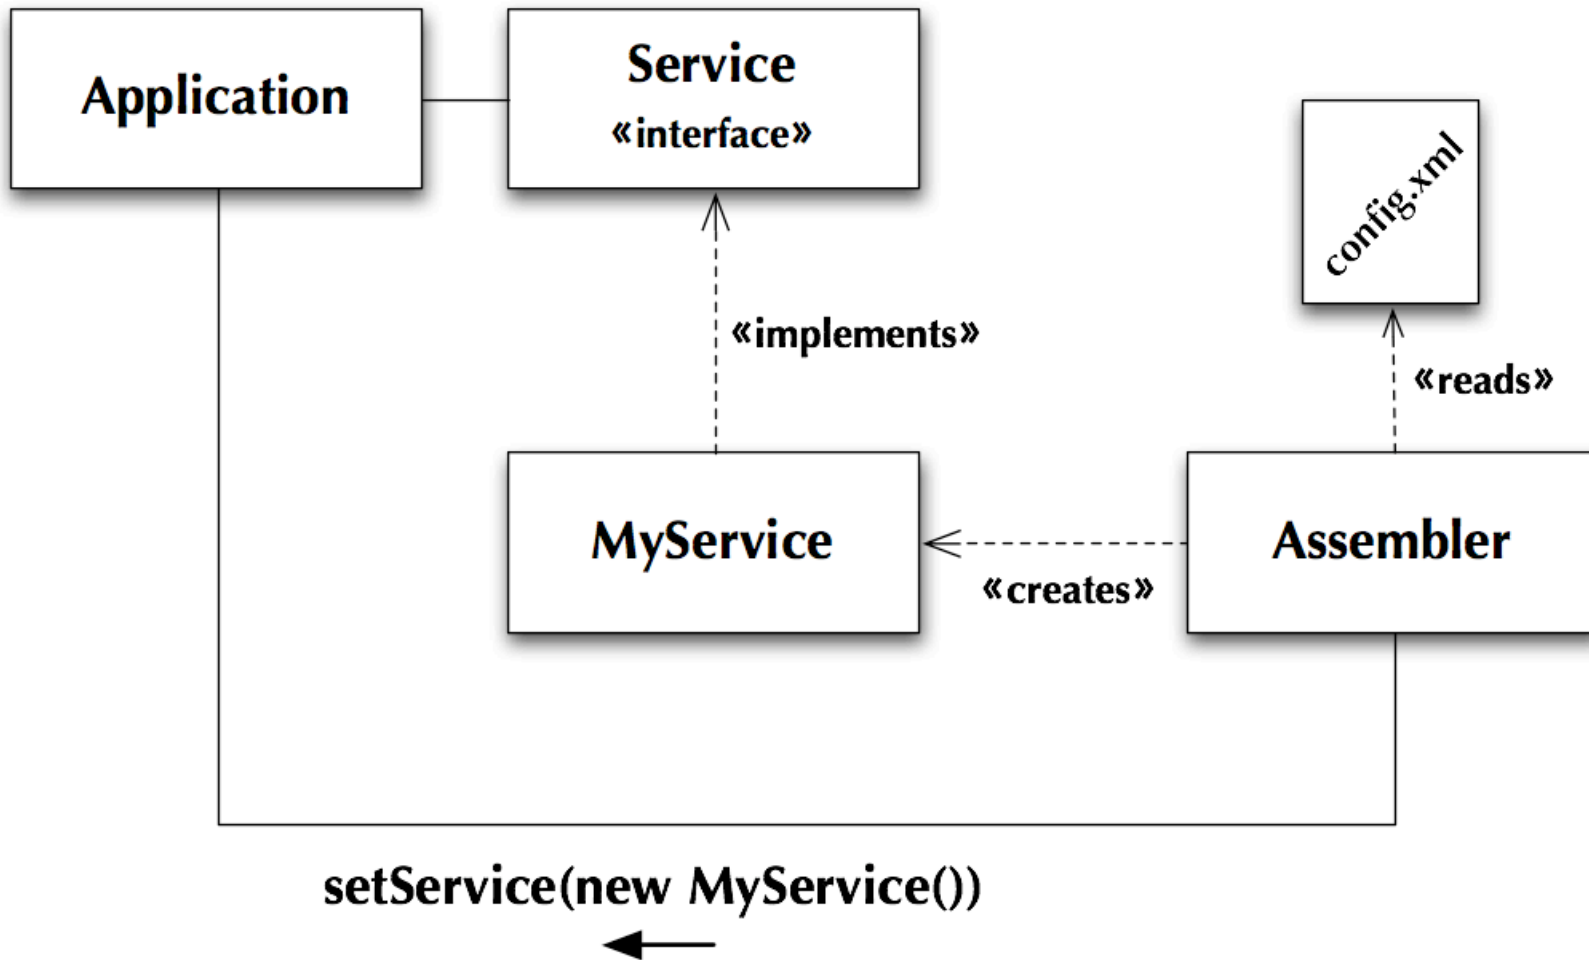 Application
Service
«interface»
config.xml
«implements»
«reads»
MyService
Assembler
«creates»
setService(new MyService())